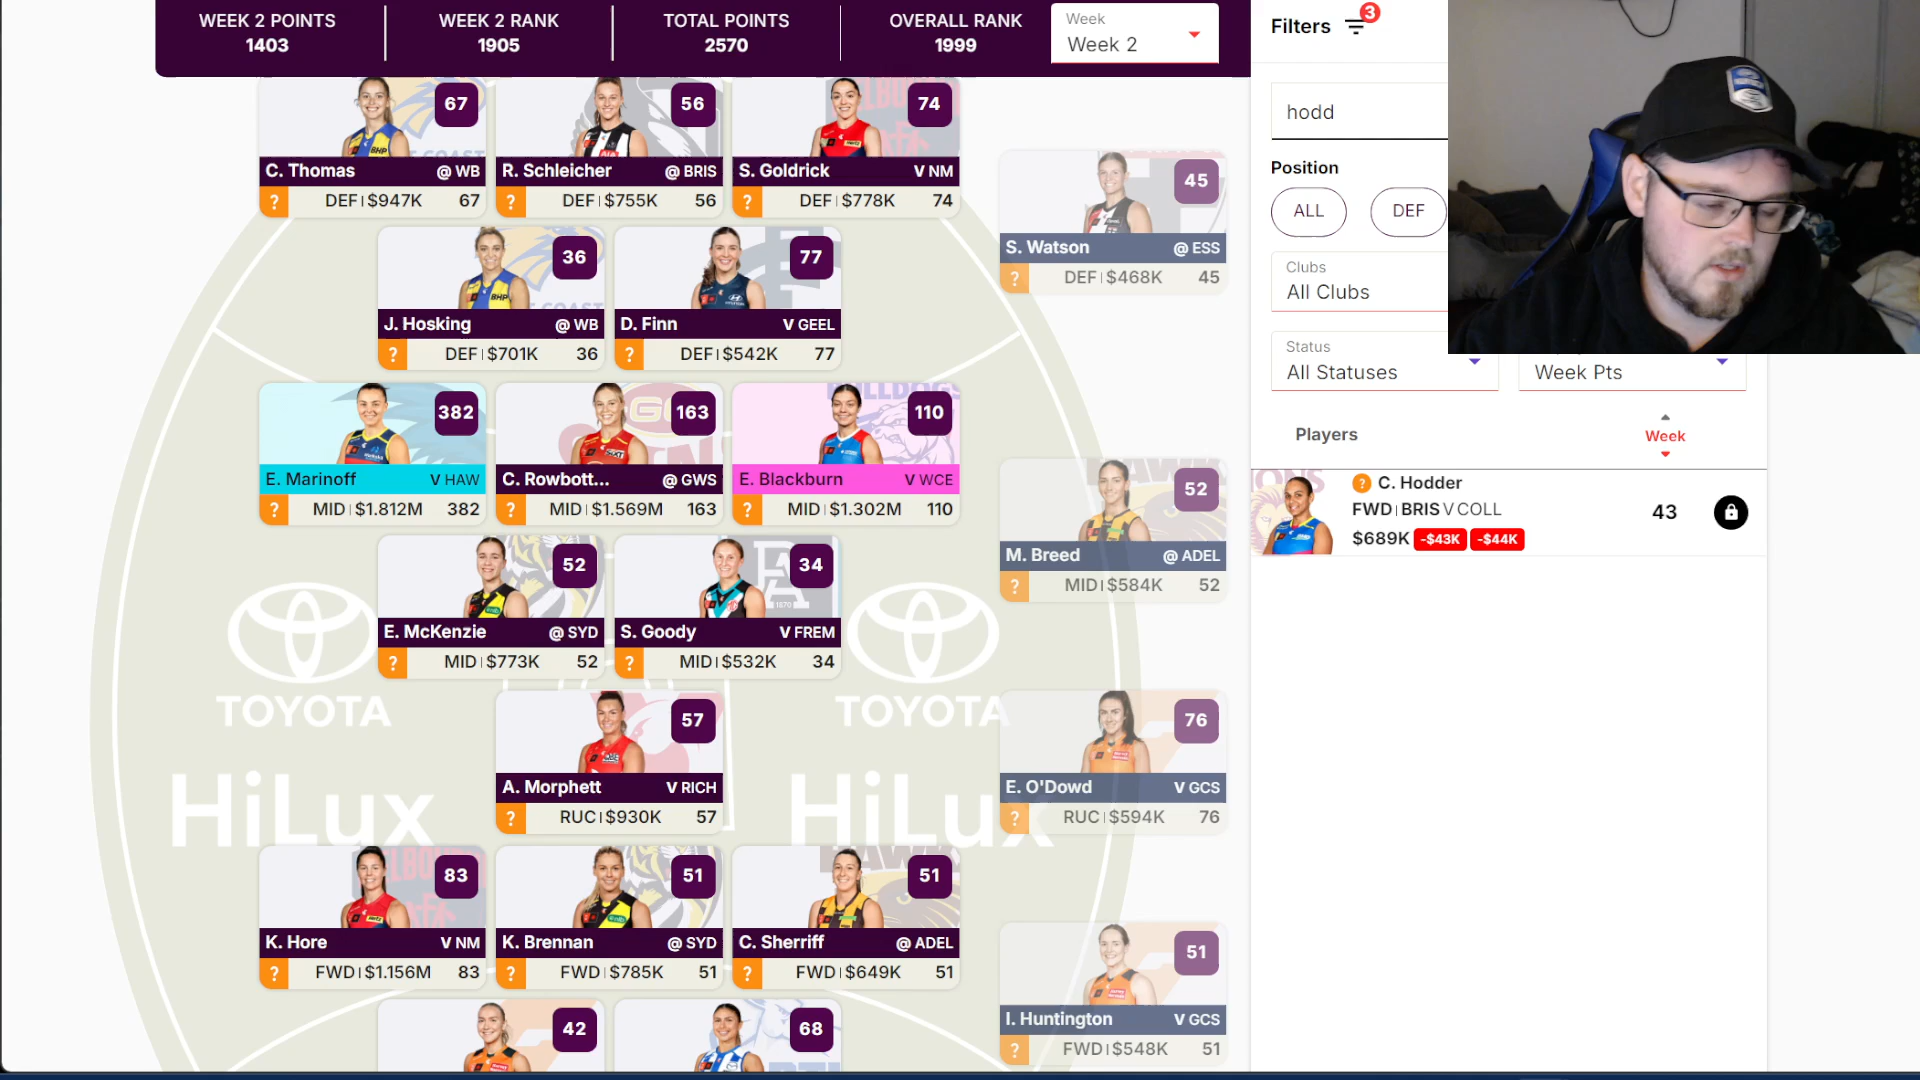 WEEK 2 POINTS
1403
WEEK 2 RANK
1905
TOTAL POINTS
2570
OVERALL RANK
1999
Week
Week 2
67
C. Thomas @ WB
? DEF | $947K 67
56
R. Schleicher @ BRIS
? DEF | $755K 56
74
S. Goldrick V NM
? DEF | $778K 74
45
S. Watson @ ESS
? DEF | $468K 45
36
J. Hosking @ WB
? DEF | $701K 36
77
D. Finn V GEEL
? DEF | $542K 77
382
E. Marinoff V HAW
? MID | $1.812M 382
163
C. Rowbott... @ GWS
? MID | $1.569M 163
110
E. Blackburn V WCE
? MID | $1.302M 110
52
M. Breed @ ADEL
? MID | $584K 52
52
E. McKenzie @ SYD
? MID | $773K 52
34
S. Goody V FREM
? MID | $532K 34
TOYOTA
TOYOTA
HiLux
HiLux
57
A. Morphett V RICH
? RUC | $930K 57
76
E. O'Dowd V GCS
? RUC | $594K 76
83
K. Hore V NM
? FWD | $1.156M 83
51
K. Brennan @ SYD
? FWD | $785K 51
51
C. Sherriff @ ADEL
? FWD | $649K 51
51
I. Huntington V GCS
? FWD | $548K 51
42
68
Filters 3
hodd
Position
ALL
DEF
Clubs
All Clubs
Status
All Statuses
Week Pts
Players
Week
? C. Hodder
FWD | BRIS V COLL
43
$689K -$43K -$44K